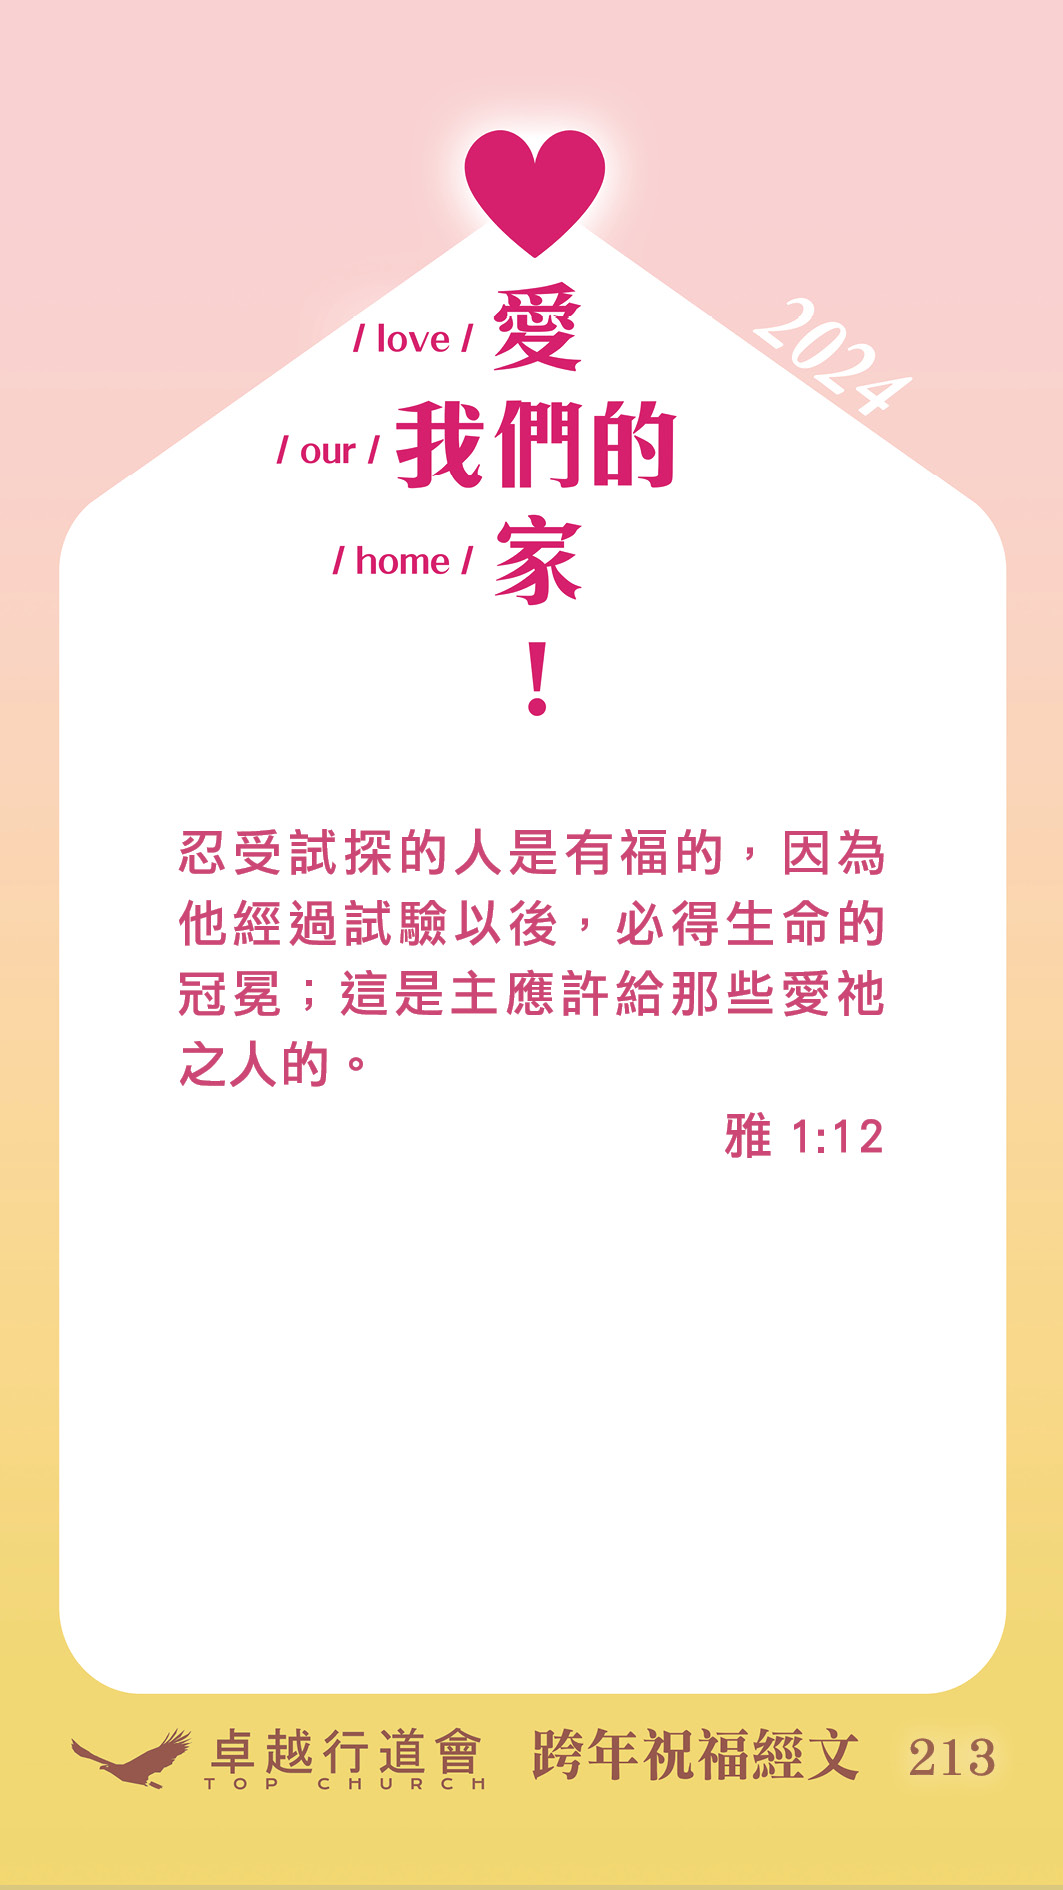 2024
/ love / 愛
/ our / 我們的
/ home / 家
!
忍受試探的人是有福的，因為
他經過試驗以後，必得生命的
冠冕；這是主應許給那些愛祂
之人的。
雅 1:12
卓越行道會 跨年祝福經文 213
TOP CHURCH